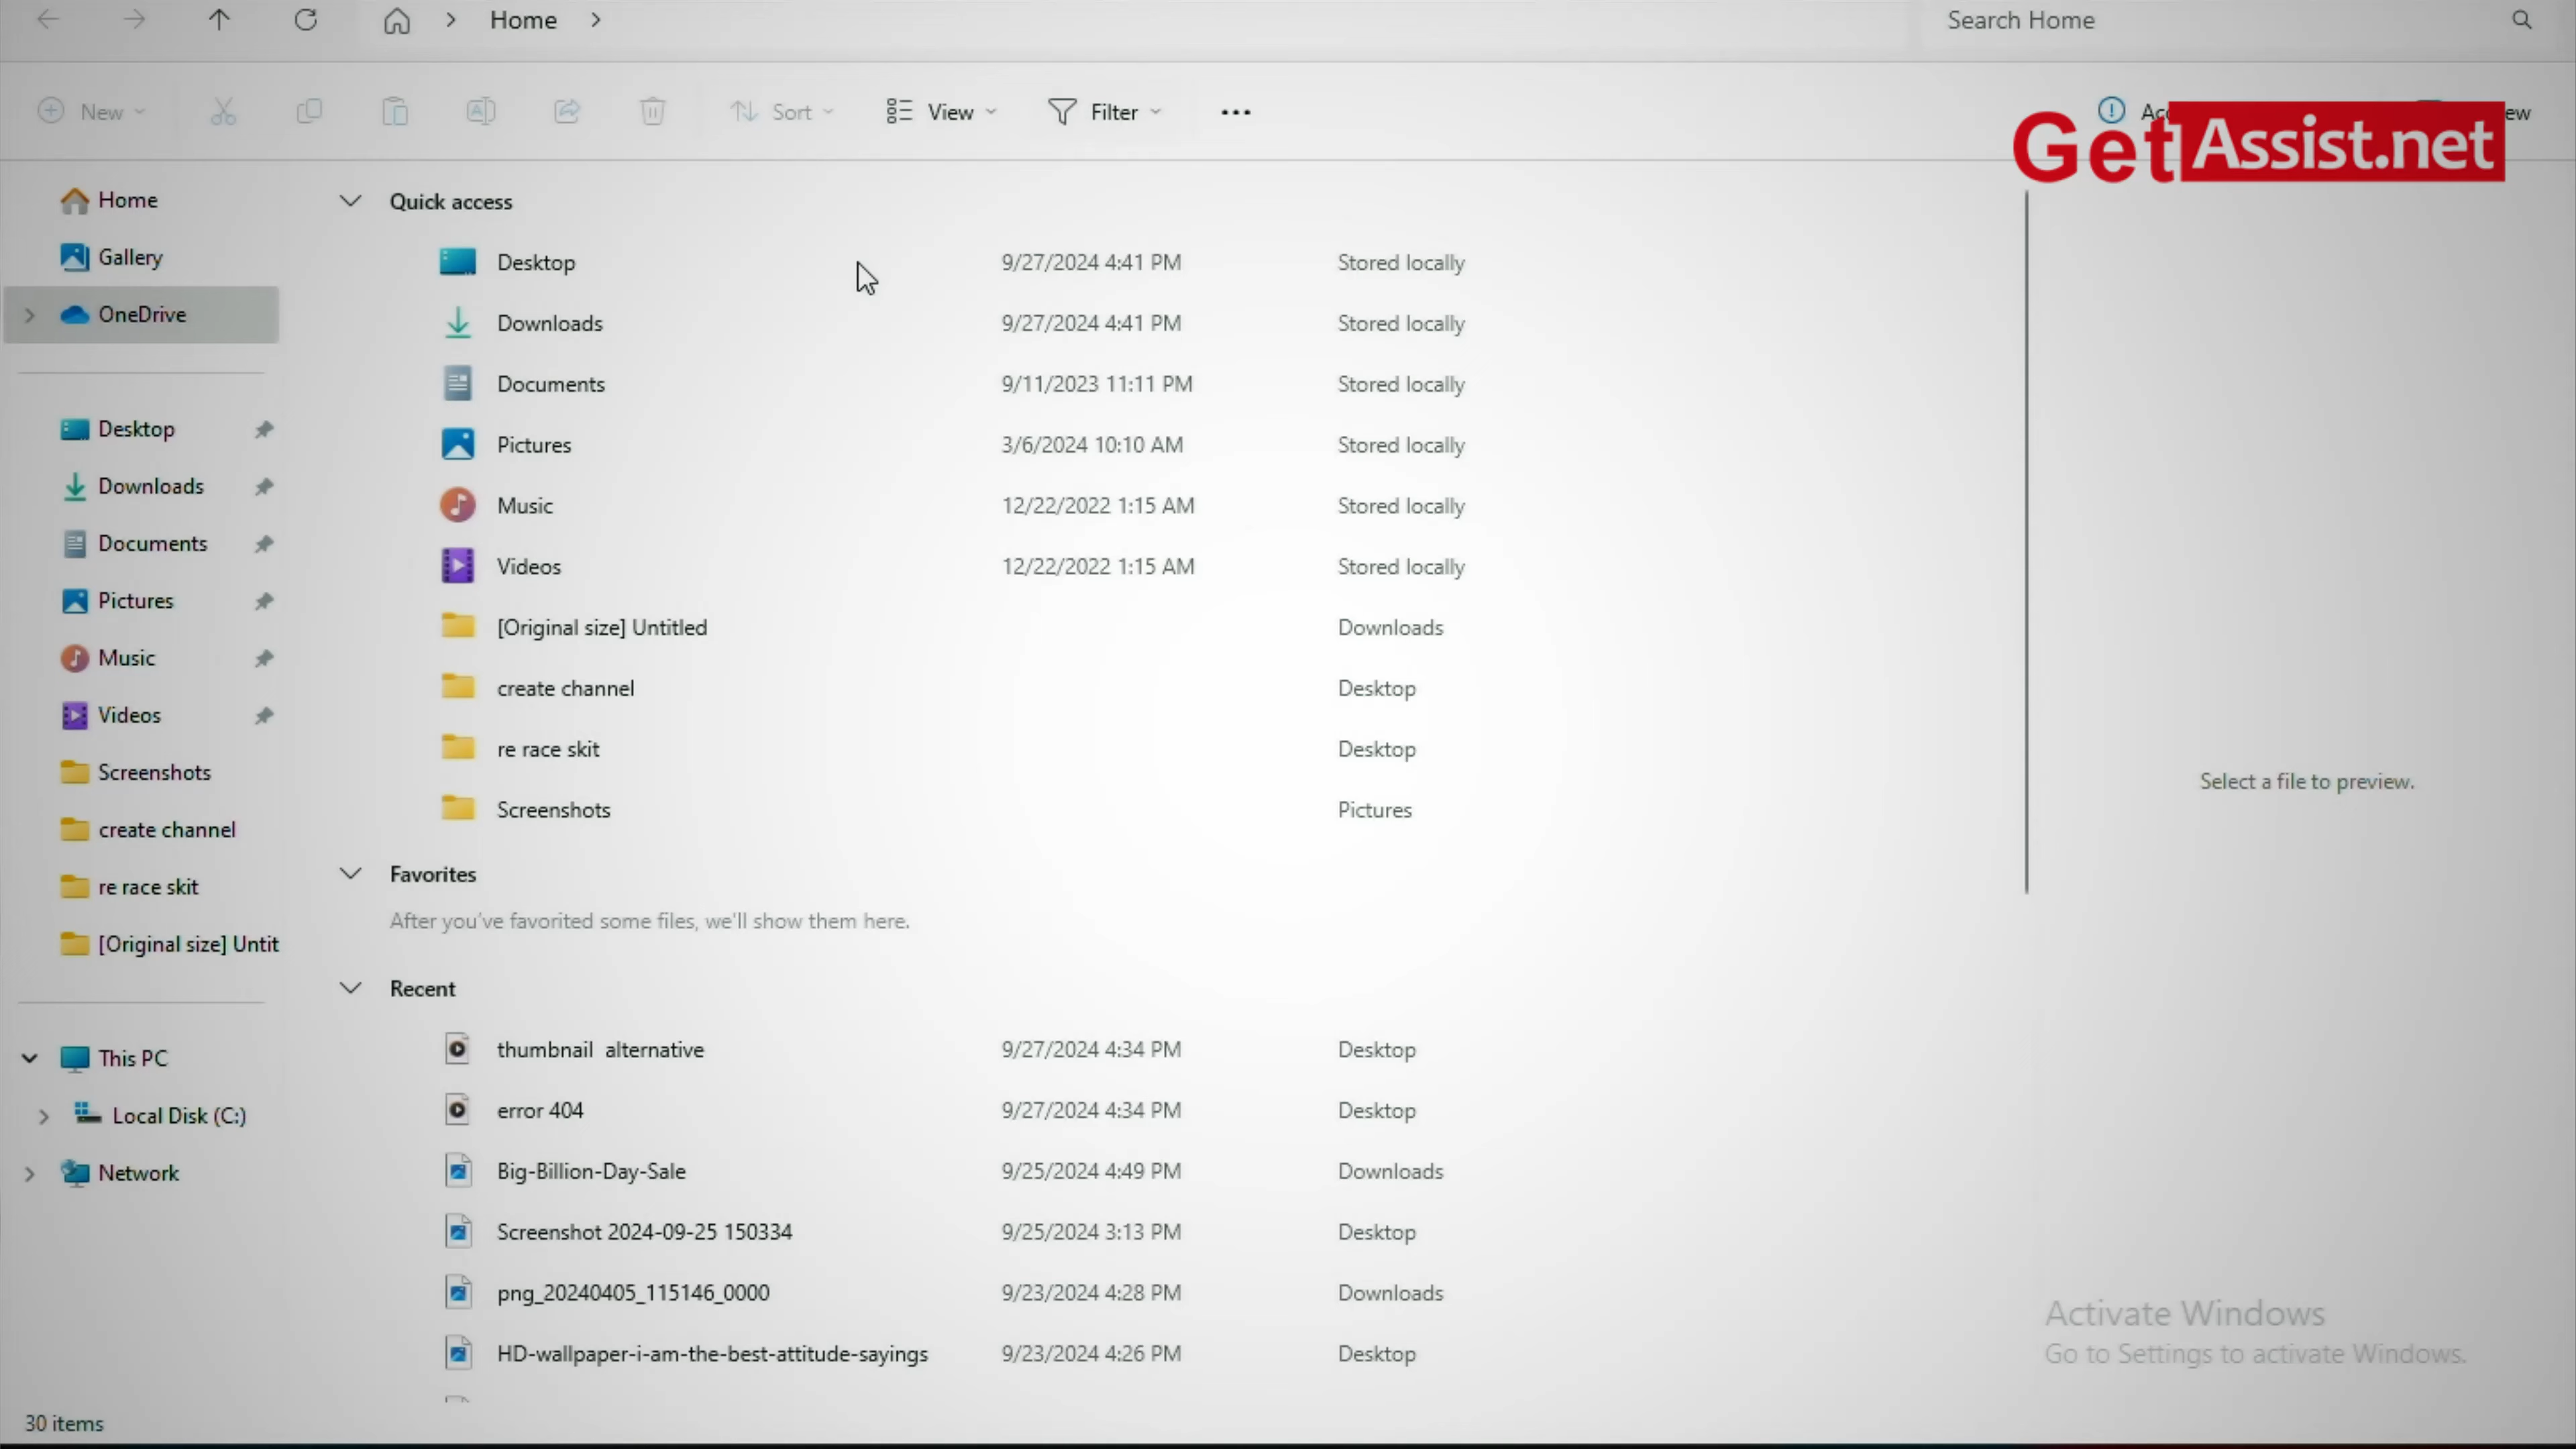 Home
Search Home
New
Sort
View
Filter
GetAssist.net
Home
Gallery
OneDrive
Desktop
Downloads
Documents
Pictures
Music
Videos
Screenshots
create channel
re race skit
[Original size] Untit
This PC
Local Disk (C:)
Network
Quick access
Desktop 9/27/2024 4:41 PM Stored locally
Downloads 9/27/2024 4:41 PM Stored locally
Documents 9/11/2023 11:11 PM Stored locally
Pictures 3/6/2024 10:10 AM Stored locally
Music 12/22/2022 1:15 AM Stored locally
Videos 12/22/2022 1:15 AM Stored locally
[Original size] Untitled Downloads
create channel Desktop
re race skit Desktop
Screenshots Pictures
Favorites
After you've favorited some files, we'll show them here.
Recent
thumbnail  alternative 9/27/2024 4:34 PM Desktop
error 404 9/27/2024 4:34 PM Desktop
Big-Billion-Day-Sale 9/25/2024 4:49 PM Downloads
Screenshot 2024-09-25 150334 9/25/2024 3:13 PM Desktop
png_20240405_115146_0000 9/23/2024 4:28 PM Downloads
HD-wallpaper-i-am-the-best-attitude-sayings 9/23/2024 4:26 PM Desktop
Select a file to preview.
Activate Windows
Go to Settings to activate Windows.
30 items